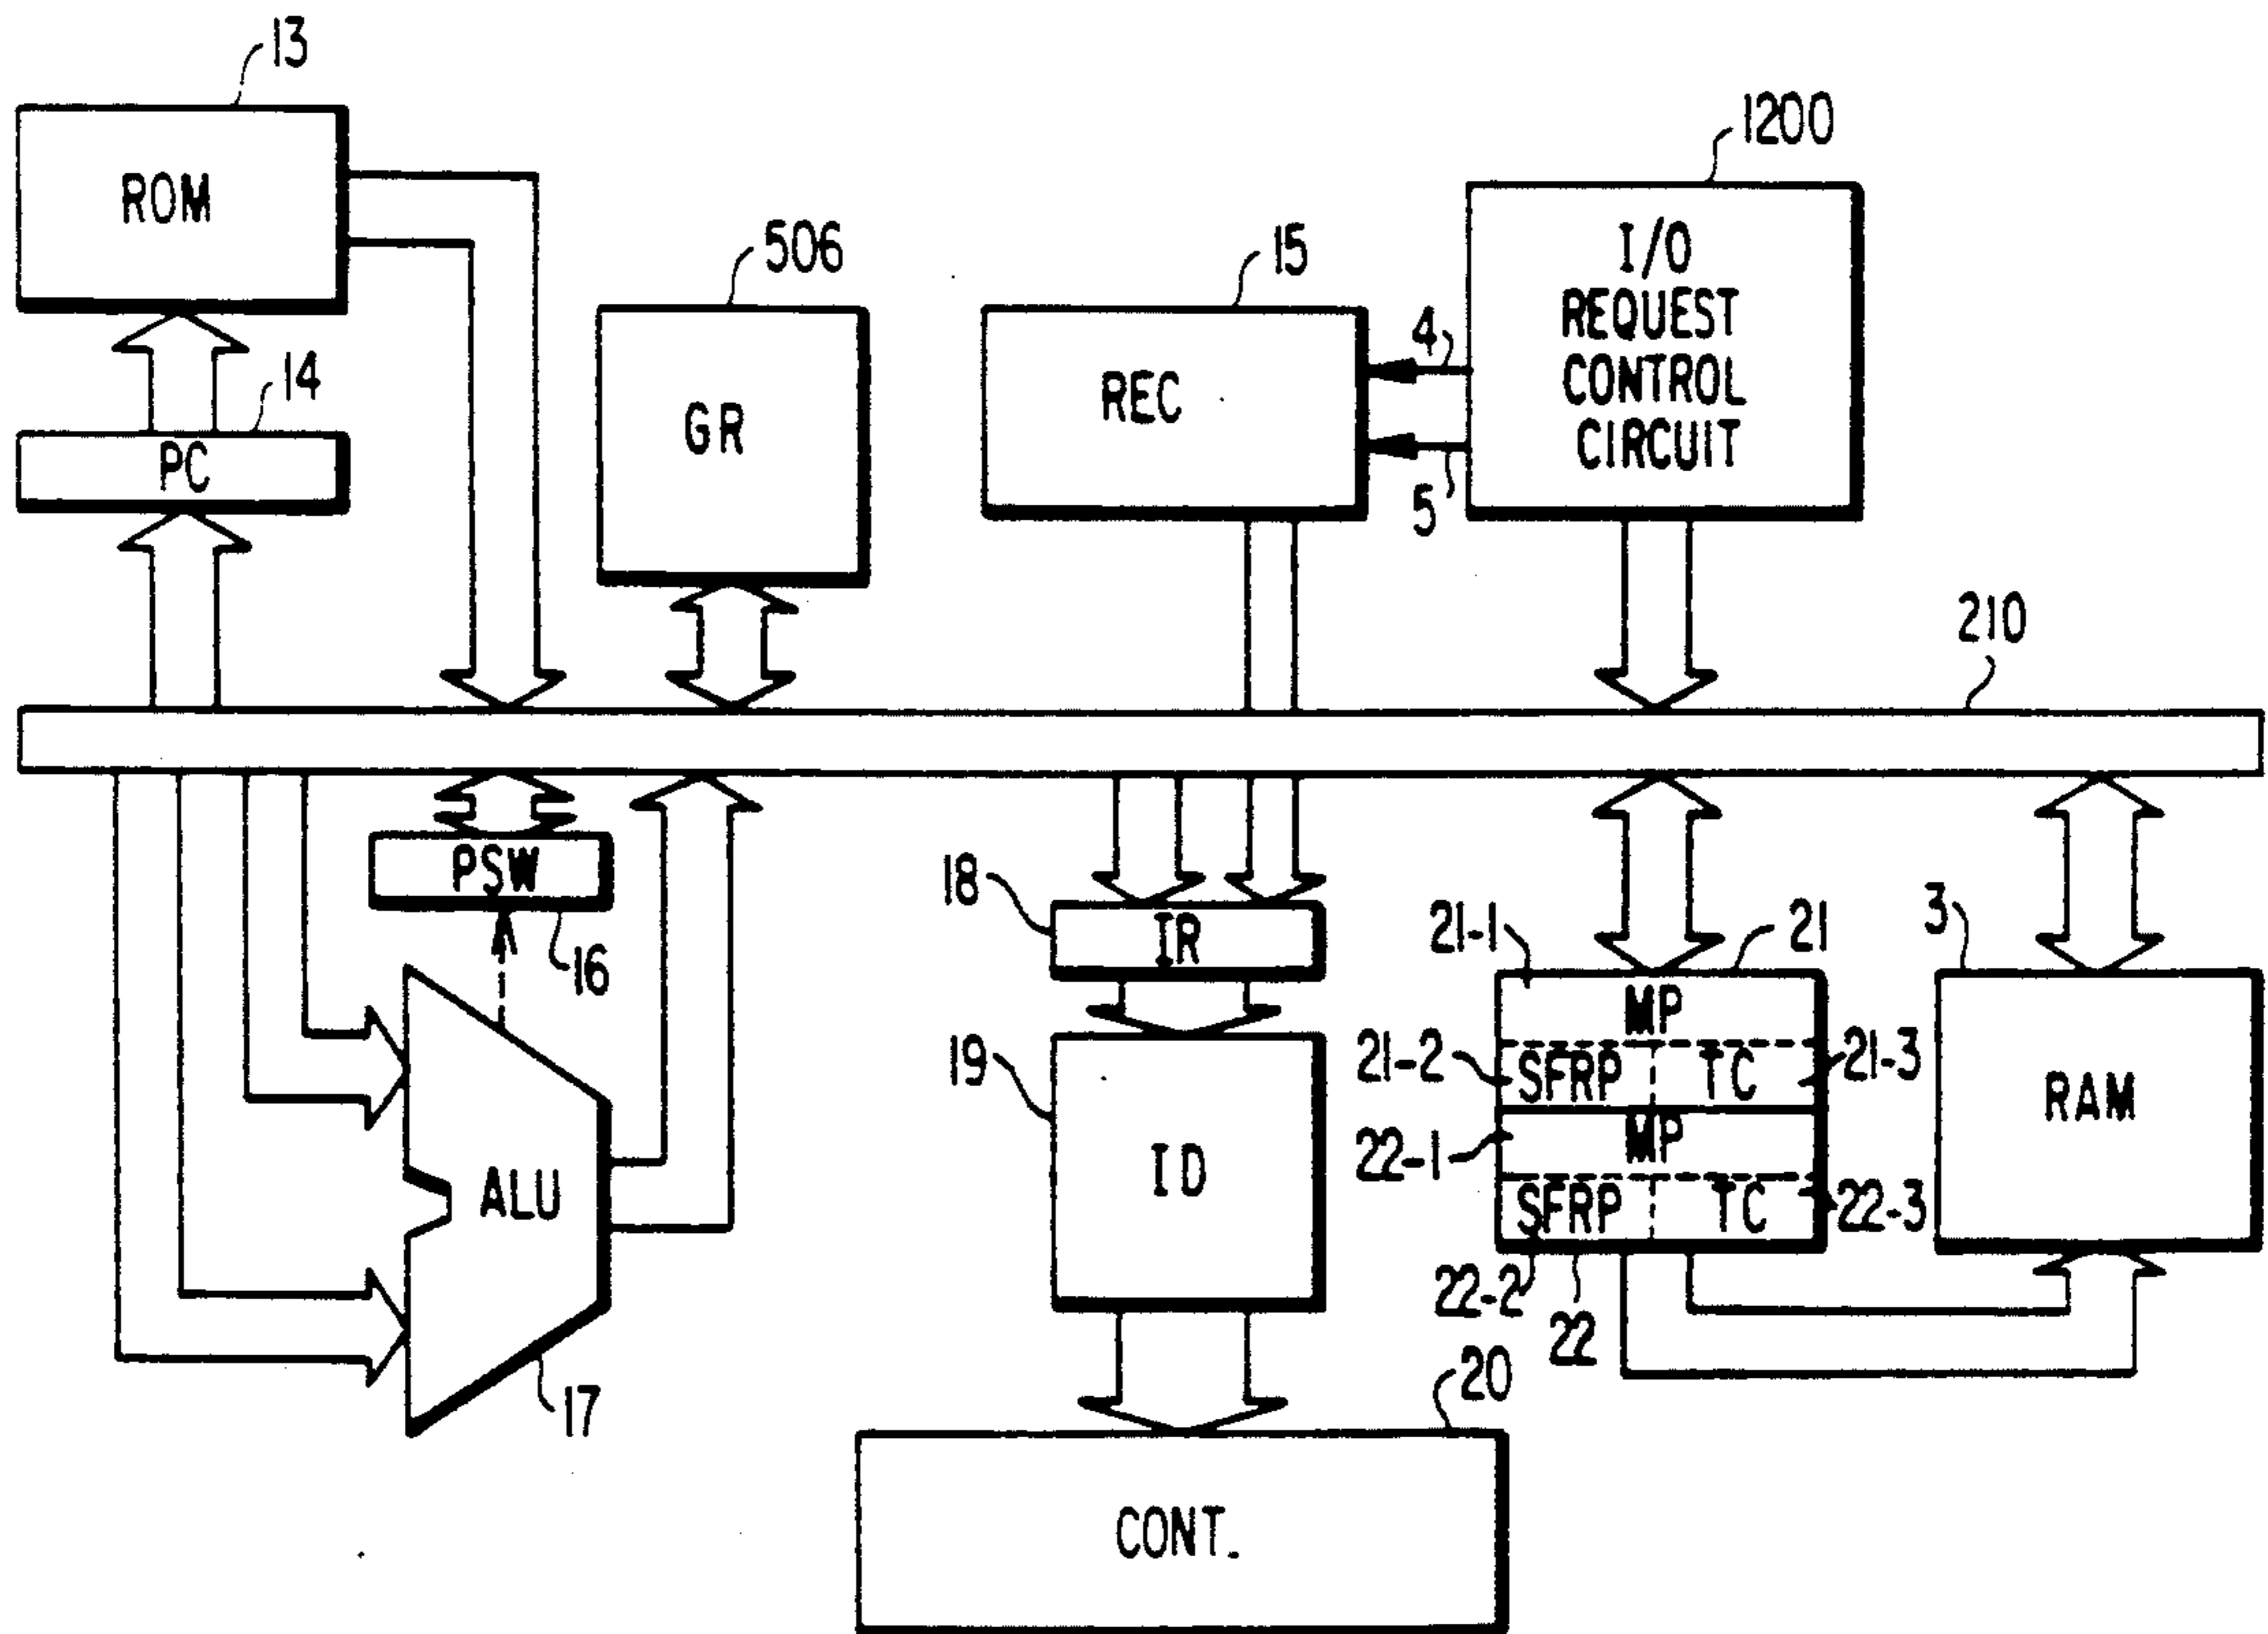 13
1200
ROM
506
15
I/O
REQUEST
CONTROL
CIRCUIT
4
REC
14
GR
PC
5
210
PSW
18
IR
21-1
21
3
16
MP
19
21-2
SFRP
TC
21-3
RAM
22-1
MP
ALU
ID
SFRP
TC
22-3
22-2
22
17
20
CONT.